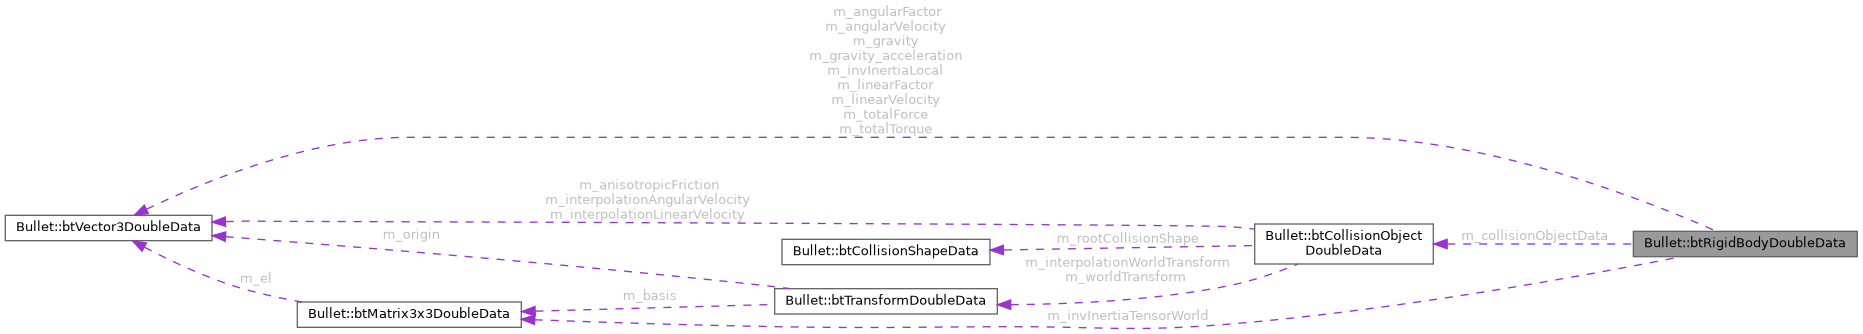 m_angularFactor
m_angularVelocity
m_gravity
m_gravity_acceleration
m_invInertiaLocal
m_linearFactor
m_linearVelocity
m_totalForce
m_totalTorque
m_anisotropicFriction
m_interpolationAngularVelocity
m_interpolationLinearVelocity
Bullet::btVector3DoubleData
m_origin
Bullet::btCollisionShapeData
m_rootCollisionShape
Bullet::btCollisionObject
DoubleData
m_collisionObjectData
Bullet::btRigidBodyDoubleData
m_interpolationWorldTransform
m_worldTransform
m_el
m_basis
Bullet::btTransformDoubleData
Bullet::btMatrix3x3DoubleData
m_invInertiaTensorWorld